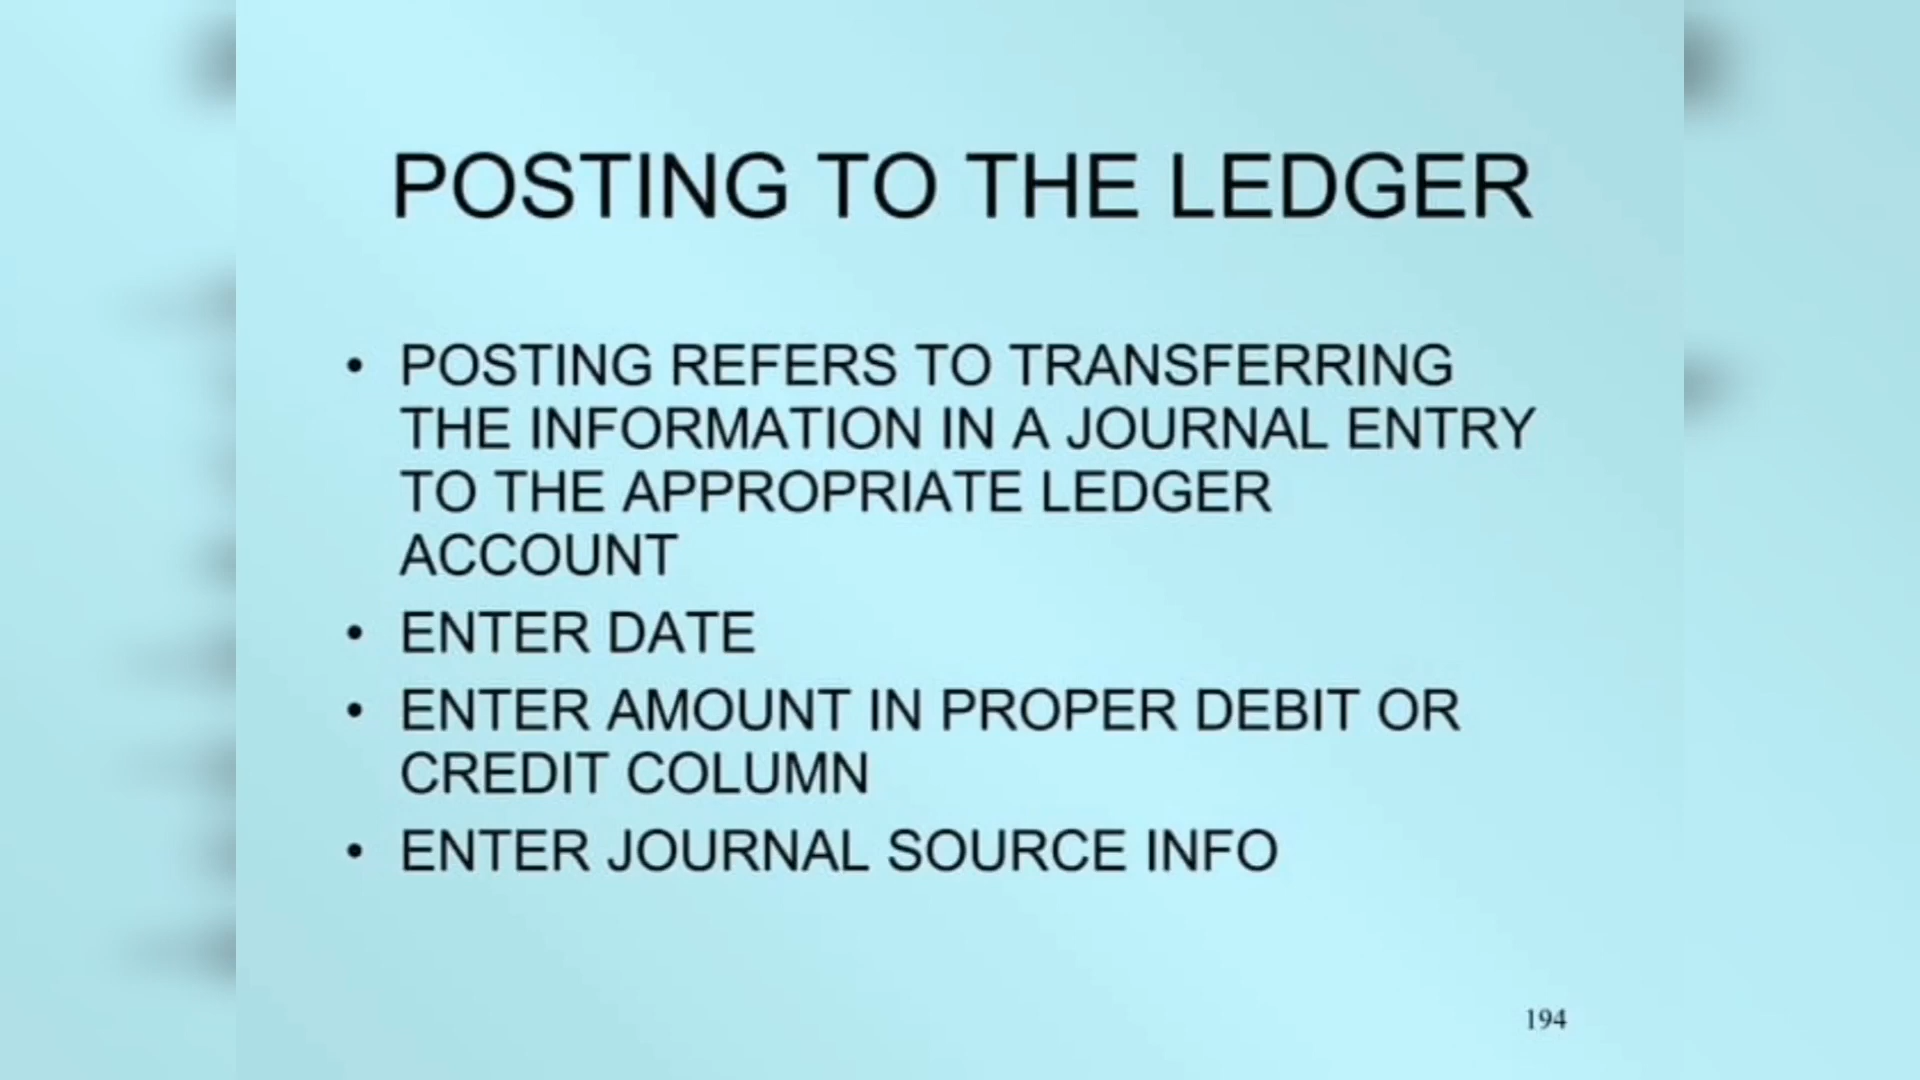 POSTING TO THE LEDGER
• POSTING REFERS TO TRANSFERRING
THE INFORMATION IN A JOURNAL ENTRY
TO THE APPROPRIATE LEDGER
ACCOUNT
• ENTER DATE
• ENTER AMOUNT IN PROPER DEBIT OR
CREDIT COLUMN
• ENTER JOURNAL SOURCE INFO
194